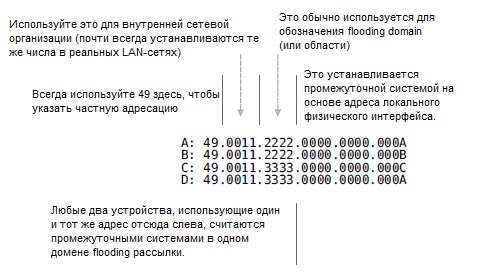 Используйте это для внутренней сетевой
организации (почти всегда устанавливаются те
же числа в реальных LAN-сетях)
Это обычно используется для
обозначения flooding domain
(или области)
Всегда используйте 49 здесь, чтобы
указать частную адресацию
Это устанавливается
промежуточной системой на
основе адреса локального
физического интерфейса.
A: 49.0011.2222.0000.0000.000A
B: 49.0011.2222.0000.0000.000B
C: 49.0011.3333.0000.0000.000C
D: 49.0011.3333.0000.0000.000A
Любые два устройства, использующие один
и тот же адрес отсюда слева, считаются
промежуточными системами в одном
домене flooding рассылки.